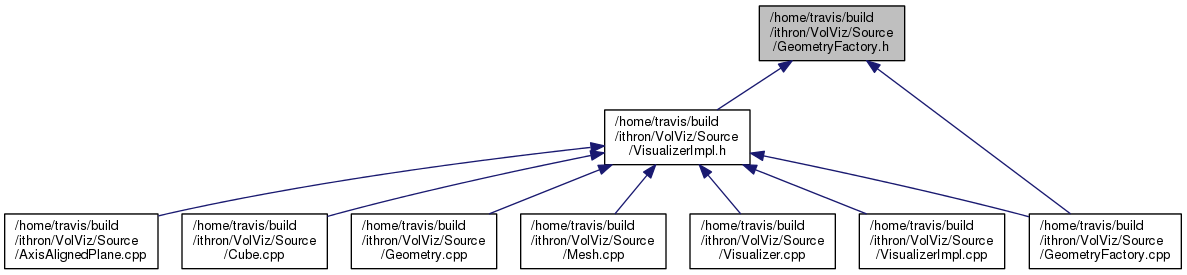 /home/travis/build
/ithron/VolViz/Source
/GeometryFactory.h
/home/travis/build
/ithron/VolViz/Source
/VisualizerImpl.h
/home/travis/build
/ithron/VolViz/Source
/AxisAlignedPlane.cpp
/home/travis/build
/ithron/VolViz/Source
/Cube.cpp
/home/travis/build
/ithron/VolViz/Source
/Geometry.cpp
/home/travis/build
/ithron/VolViz/Source
/Mesh.cpp
/home/travis/build
/ithron/VolViz/Source
/Visualizer.cpp
/home/travis/build
/ithron/VolViz/Source
/VisualizerImpl.cpp
/home/travis/build
/ithron/VolViz/Source
/GeometryFactory.cpp